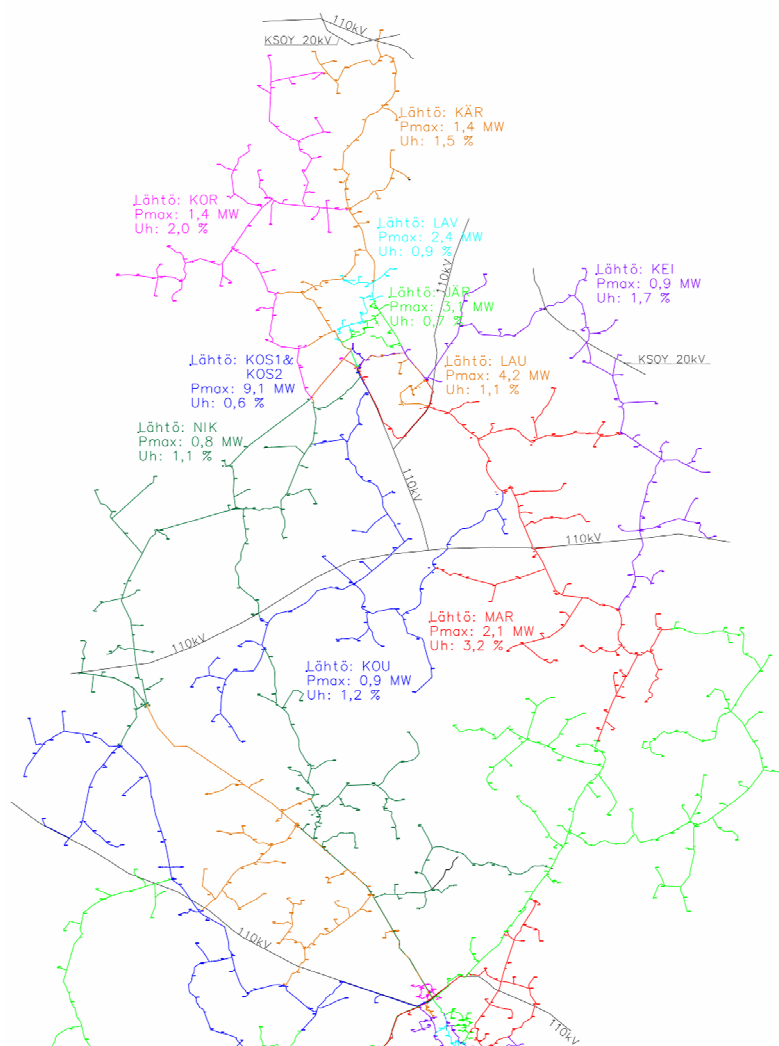 110kV
KSOY 20kV
Lähtö: KÄR
Pmax: 1,4 MW
Uh: 1,5 %
Lähtö: KOR
Pmax: 1,4 MW
Uh: 2,0 %
Lähtö: LAV
Pmax: 2,4 MW
Uh: 0,9 %
110kV
Lähtö: KEI
Pmax: 0,9 MW
Uh: 1,7 %
Lähtö: JÄR
Pmax: 3,1 MW
Uh: 0,7 %
Lähtö: KOS1&
KOS2
Pmax: 9,1 MW
Uh: 0,6 %
Lähtö: LAU
Pmax: 4,2 MW
Uh: 1,1 %
KSOY 20kV
Lähtö: NIK
Pmax: 0,8 MW
Uh: 1,1 %
110kV
110kV
110kV
Lähtö: MAR
Pmax: 2,1 MW
Uh: 3,2 %
Lähtö: KOU
Pmax: 0,9 MW
Uh: 1,2 %
110kV
110kV